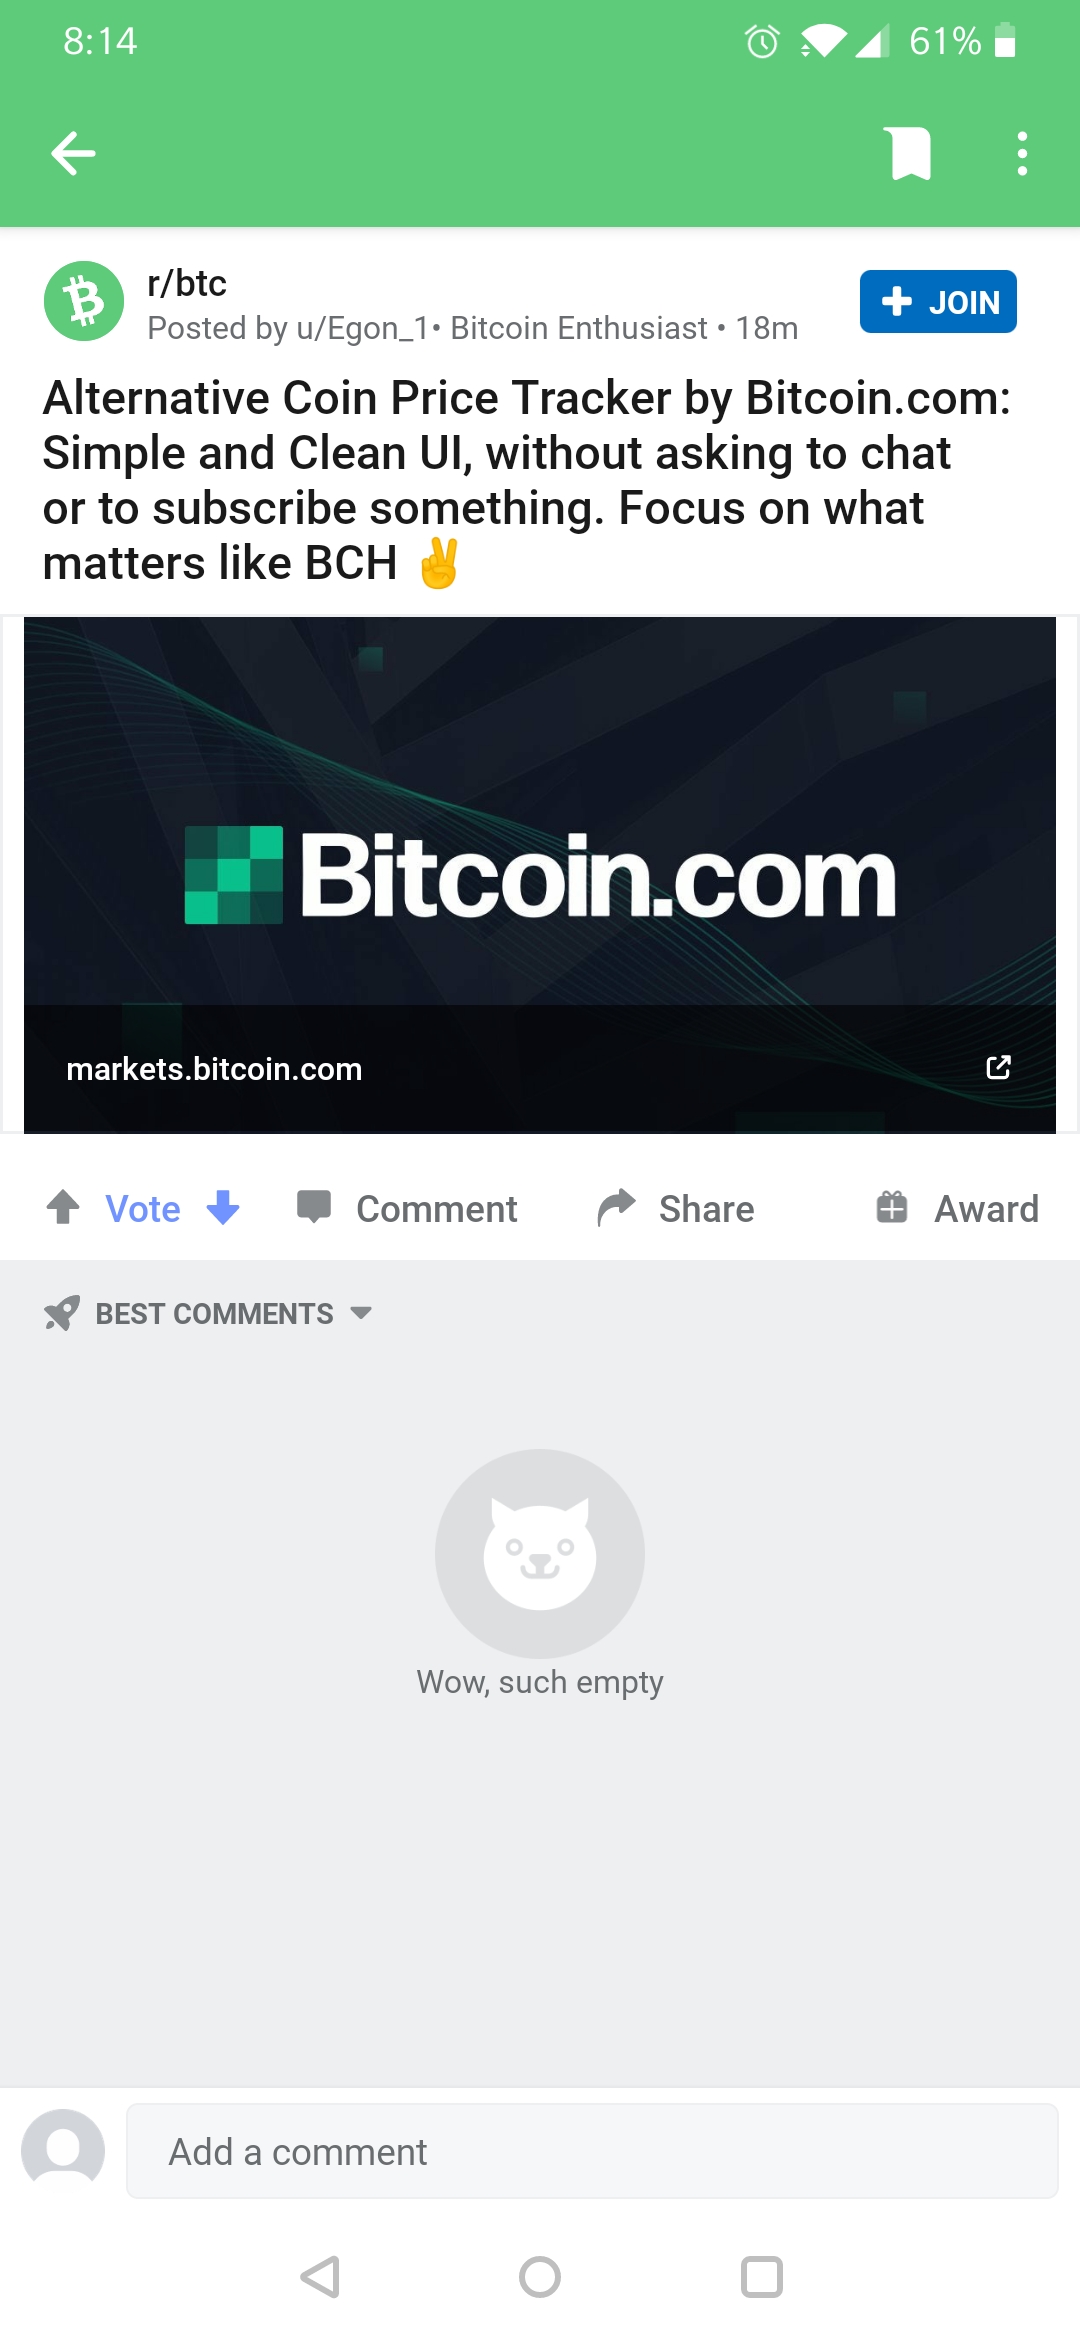 8:14
61%
r/btc
JOIN
Posted by u/Egon_1• Bitcoin Enthusiast • 18m
Alternative Coin Price Tracker by Bitcoin.com:
Simple and Clean UI, without asking to chat
or to subscribe something. Focus on what
matters like BCH ✌️
Bitcoin.com
markets.bitcoin.com
Vote Comment Share Award
BEST COMMENTS
Wow, such empty
Add a comment